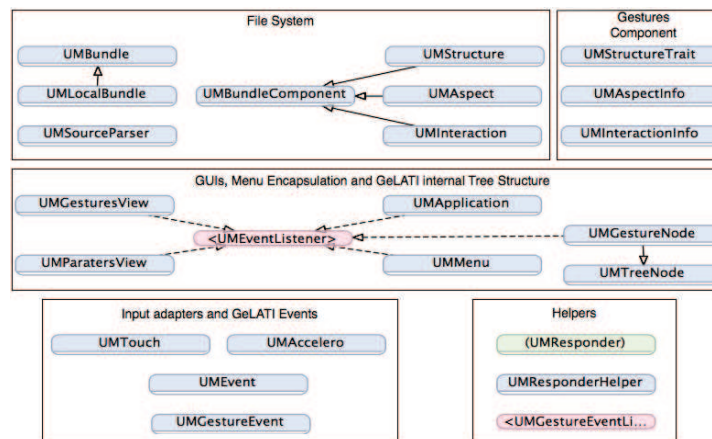 File System
UMBundle
UMStructure
UMLocalBundle
UMBundleComponent
UMAspect
UMSourceParser
UMInteraction
Gestures
Component
UMStructureTrait
UMAspectInfo
UMInteractionInfo
GUIs, Menu Encapsulation and GeLATI internal Tree Structure
UMGesturesView
UMApplication
<UMEventListener>
UMGestureNode
UMParatersView
UMMenu
UMTreeNode
Input adapters and GeLATI Events
UMTouch
UMAccelero
UMEvent
UMGestureEvent
Helpers
(UMResponder)
UMResponderHelper
<UMGestureEventLi...